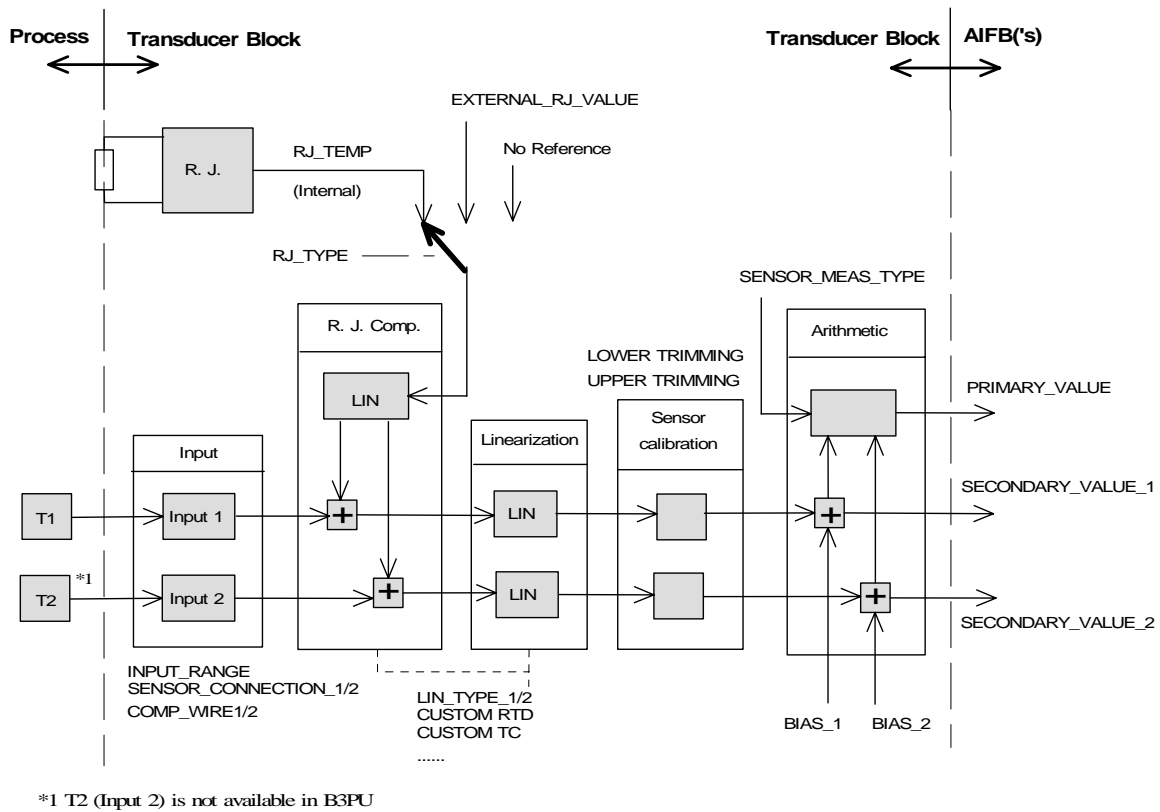 Process
Transducer Block
Transducer Block
AIFB('s)
EXTERNAL_RJ_VALUE
No Reference
R. J.
RJ_TEMP
(Internal)
RJ_TYPE
SENSOR_MEAS_TYPE
R. J. Comp.
Arithmetic
LOWER TRIMMING
UPPER TRIMMING
LIN
PRIMARY_VALUE
Input
Linearization
Sensor
calibration
T1
Input 1
+
LIN
+
SECONDARY_VALUE_1
T2
*1
Input 2
+
LIN
+
SECONDARY_VALUE_2
INPUT_RANGE
SENSOR_CONNECTION_1/2
COMP_WIRE1/2
LIN_TYPE_1/2
CUSTOM RTD
CUSTOM TC
......
BIAS_1
BIAS_2
*1 T2 (Input 2) is not available in B3PU